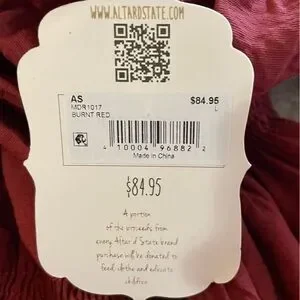 WWW.ALTARDSTATE.COM
AS $84.95
MDR1017 L
BURNT RED
4 10004 96882 2
Made in China
$84.95
A portion
of the proceeds from
every Altar'd State brand
purchase will be donated to
feed, clothe and educate
children.